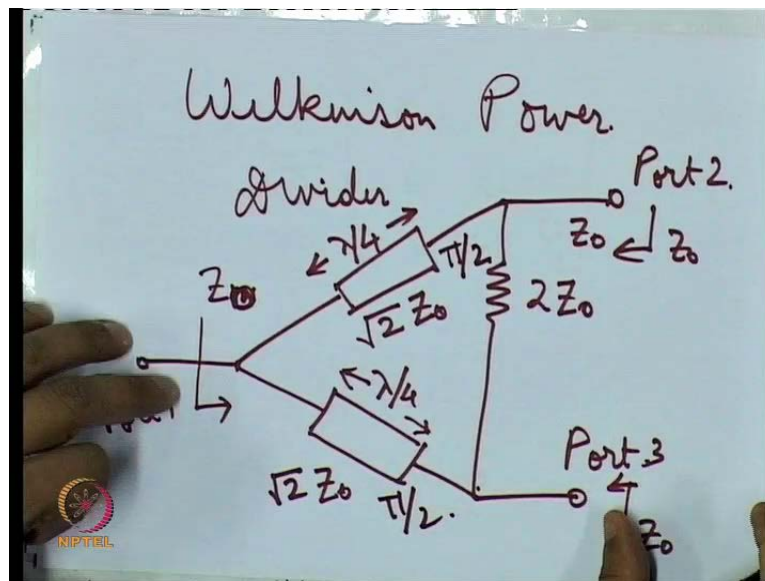 Wilkinson Power.
Divider
Port 2.
λ/4
π/2
Z0
Z0
√2 Z0
2Z0
Z0
λ/4
Port 3
√2 Z0
π/2.
Z0
NPTEL